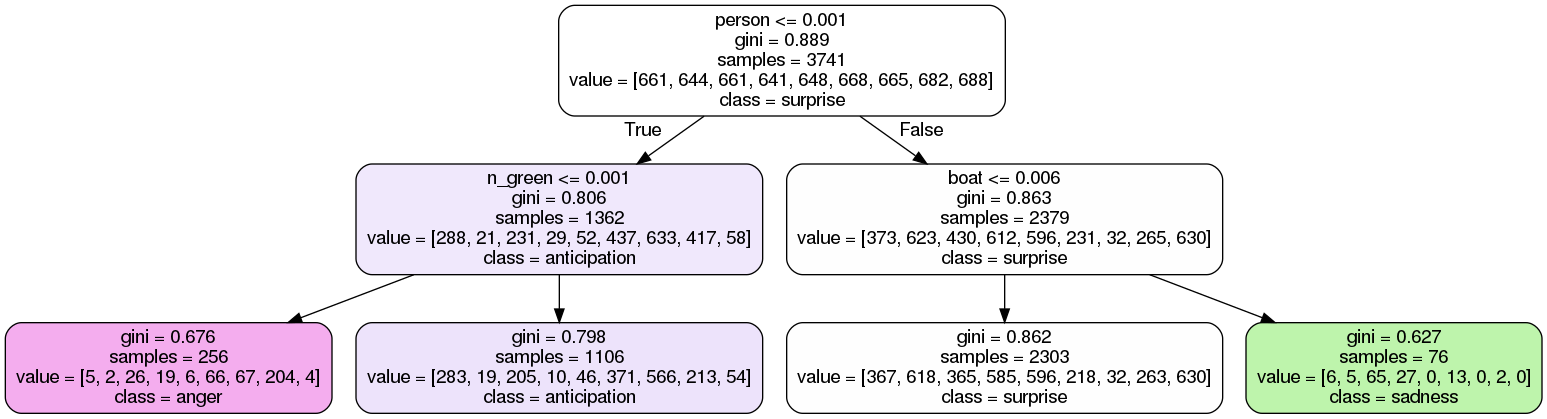 person <= 0.001
gini = 0.889
samples = 3741
value = [661, 644, 661, 641, 648, 668, 665, 682, 688]
class = surprise
True
False
n_green <= 0.001
gini = 0.806
samples = 1362
value = [288, 21, 231, 29, 52, 437, 633, 417, 58]
class = anticipation
boat <= 0.006
gini = 0.863
samples = 2379
value = [373, 623, 430, 612, 596, 231, 32, 265, 630]
class = surprise
gini = 0.676
samples = 256
value = [5, 2, 26, 19, 6, 66, 67, 204, 4]
class = anger
gini = 0.798
samples = 1106
value = [283, 19, 205, 10, 46, 371, 566, 213, 54]
class = anticipation
gini = 0.862
samples = 2303
value = [367, 618, 365, 585, 596, 218, 32, 263, 630]
class = surprise
gini = 0.627
samples = 76
value = [6, 5, 65, 27, 0, 13, 0, 2, 0]
class = sadness